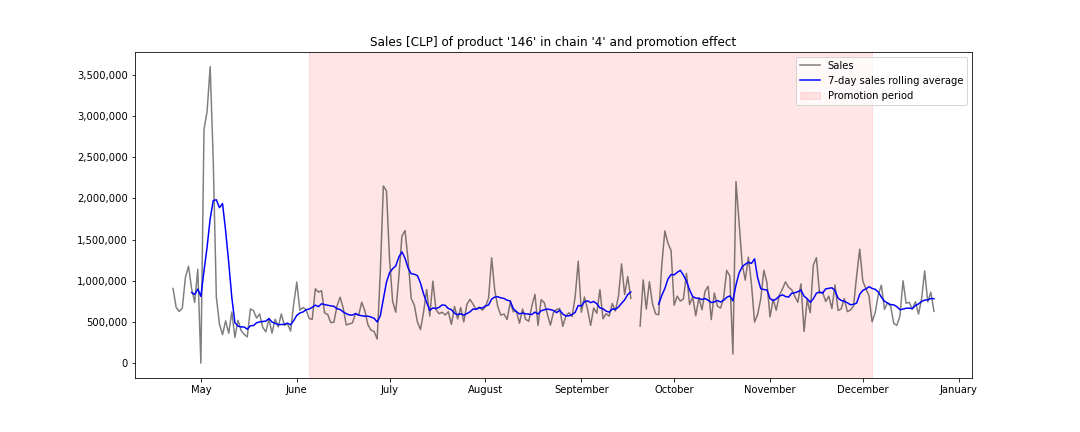 Sales [CLP] of product '146' in chain '4' and promotion effect
Sales
7-day sales rolling average
Promotion period
3,500,000
3,000,000
2,500,000
2,000,000
1,500,000
1,000,000
500,000
0
May June July August September October November December January